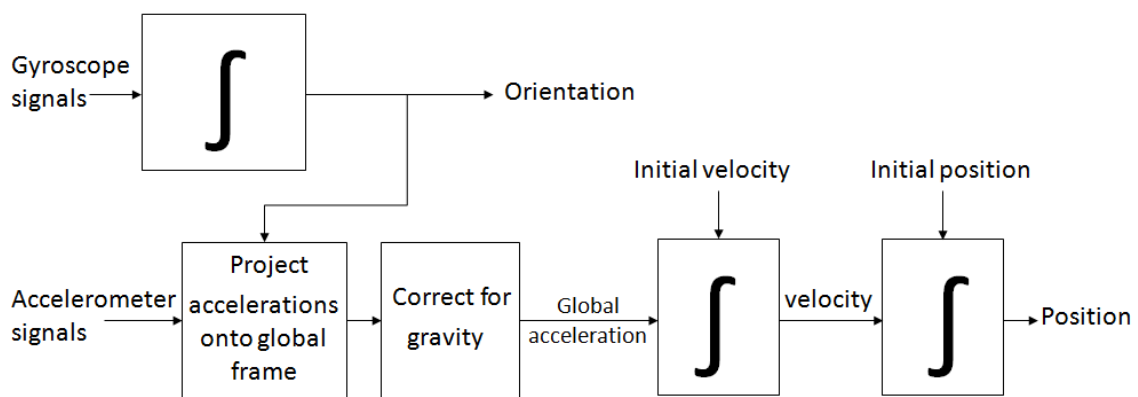 Gyroscope
signals
∫
Orientation
Initial velocity
Initial position
Accelerometer
signals
Project
accelerations
onto global
frame
Correct for
gravity
Global
acceleration
∫
velocity
∫
Position